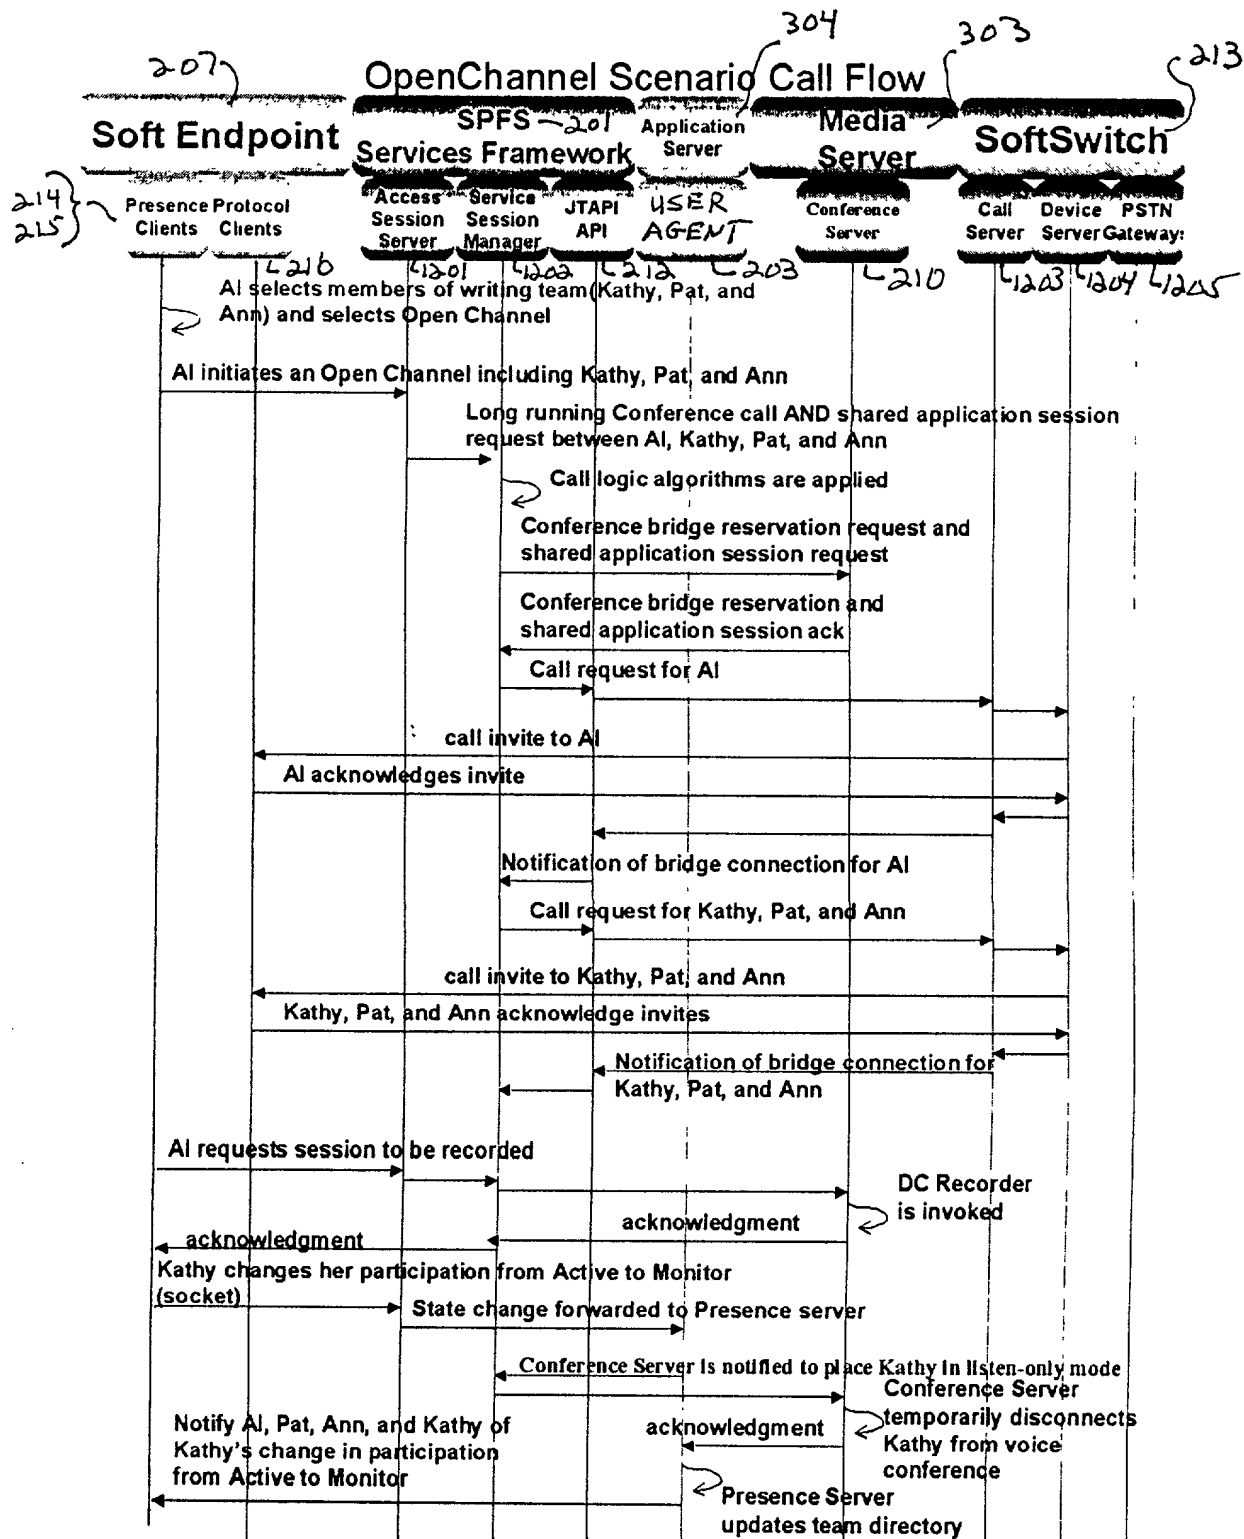 304
303
207
213
OpenChannel Scenario Call Flow
Soft Endpoint
SPFS 201
Services Framework
Application
Server
Media
Server
SoftSwitch
214
215
Presence
Clients
Protocol
Clients
Access
Session
Server
Service
Session
Manager
JTAPI
API
USER
AGENT
Conference
Server
Call
Server
Device
Server
PSTN
Gateway:
216
1201
1202
212
203
210
1203
1204
1205
Al selects members of writing team(Kathy, Pat, and
Ann) and selects Open Channel
Al initiates an Open Channel including Kathy, Pat, and Ann
Long running Conference call AND shared application session
request between Al, Kathy, Pat, and Ann
Call logic algorithms are applied
Conference bridge reservation request and
shared application session request
Conference bridge reservation and
shared application session ack
Call request for Al
call invite to Al
Al acknowledges invite
Notification of bridge connection for Al
Call request for Kathy, Pat, and Ann
call invite to Kathy, Pat, and Ann
Kathy, Pat, and Ann acknowledge invites
Notification of bridge connection for
Kathy, Pat, and Ann
Al requests session to be recorded
DC Recorder
is invoked
acknowledgment
acknowledgment
Kathy changes her participation from Active to Monitor
(socket)
State change forwarded to Presence server
Conference Server is notified to place Kathy in listen-only mode
Conference Server
temporarily disconnects
Kathy from voice
conference
acknowledgment
Notify Al, Pat, Ann, and Kathy of
Kathy's change in participation
from Active to Monitor
Presence Server
updates team directory